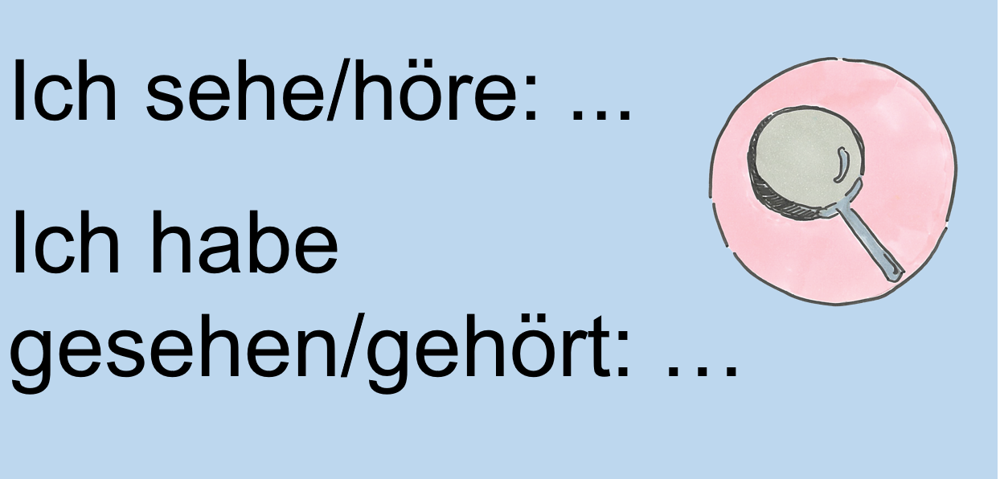 Ich sehe/höre: ...
Ich habe
gesehen/gehört: …